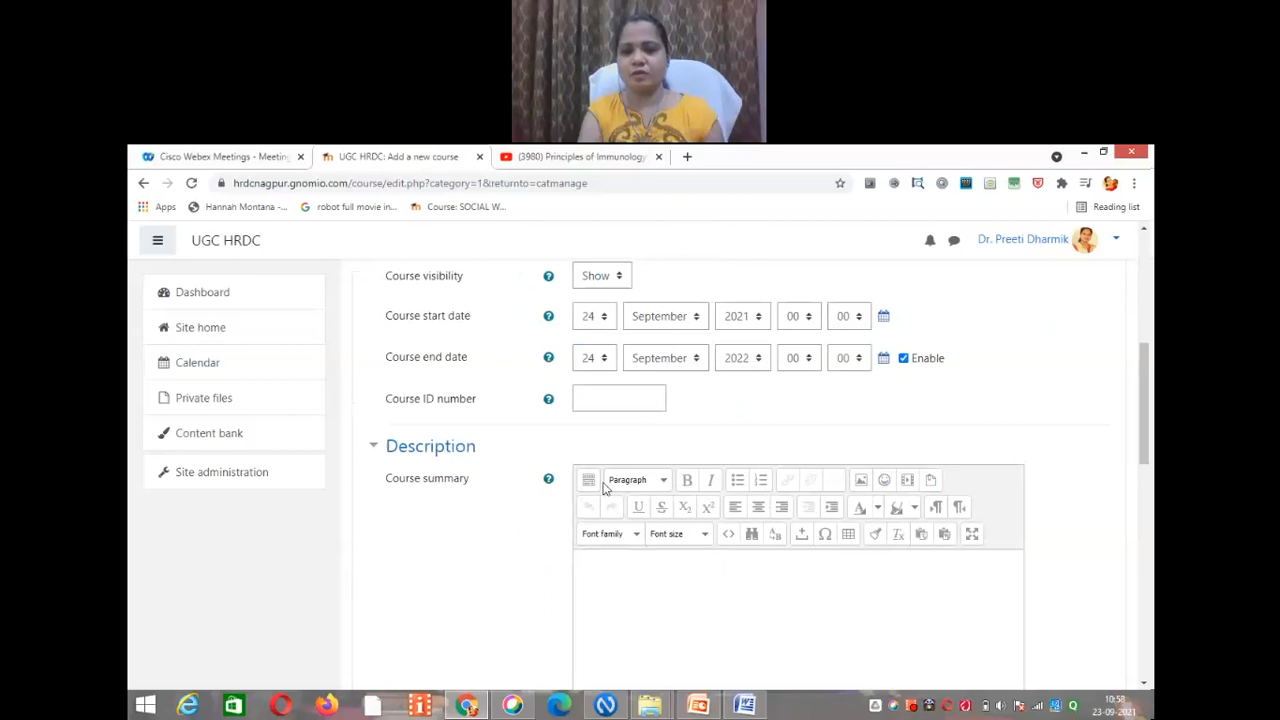 Cisco Webex Meetings - Meeting
UGC HRDC: Add a new course
(3980) Principles of Immunology
hrdcnagpur.gnomio.com/course/edit.php?category=1&returnto=catmanage
Apps
Hannah Montana -...
robot full movie in...
Course: SOCIAL W...
Reading list
UGC HRDC
Dr. Preeti Dharmik
Dashboard
Site home
Calendar
Private files
Content bank
Site administration
Course visibility
Show
Course start date
24 September 2021 00 00
Course end date
24 September 2022 00 00 Enable
Course ID number
Description
Course summary
Paragraph
Font family
Font size
10:58
23-09-2021